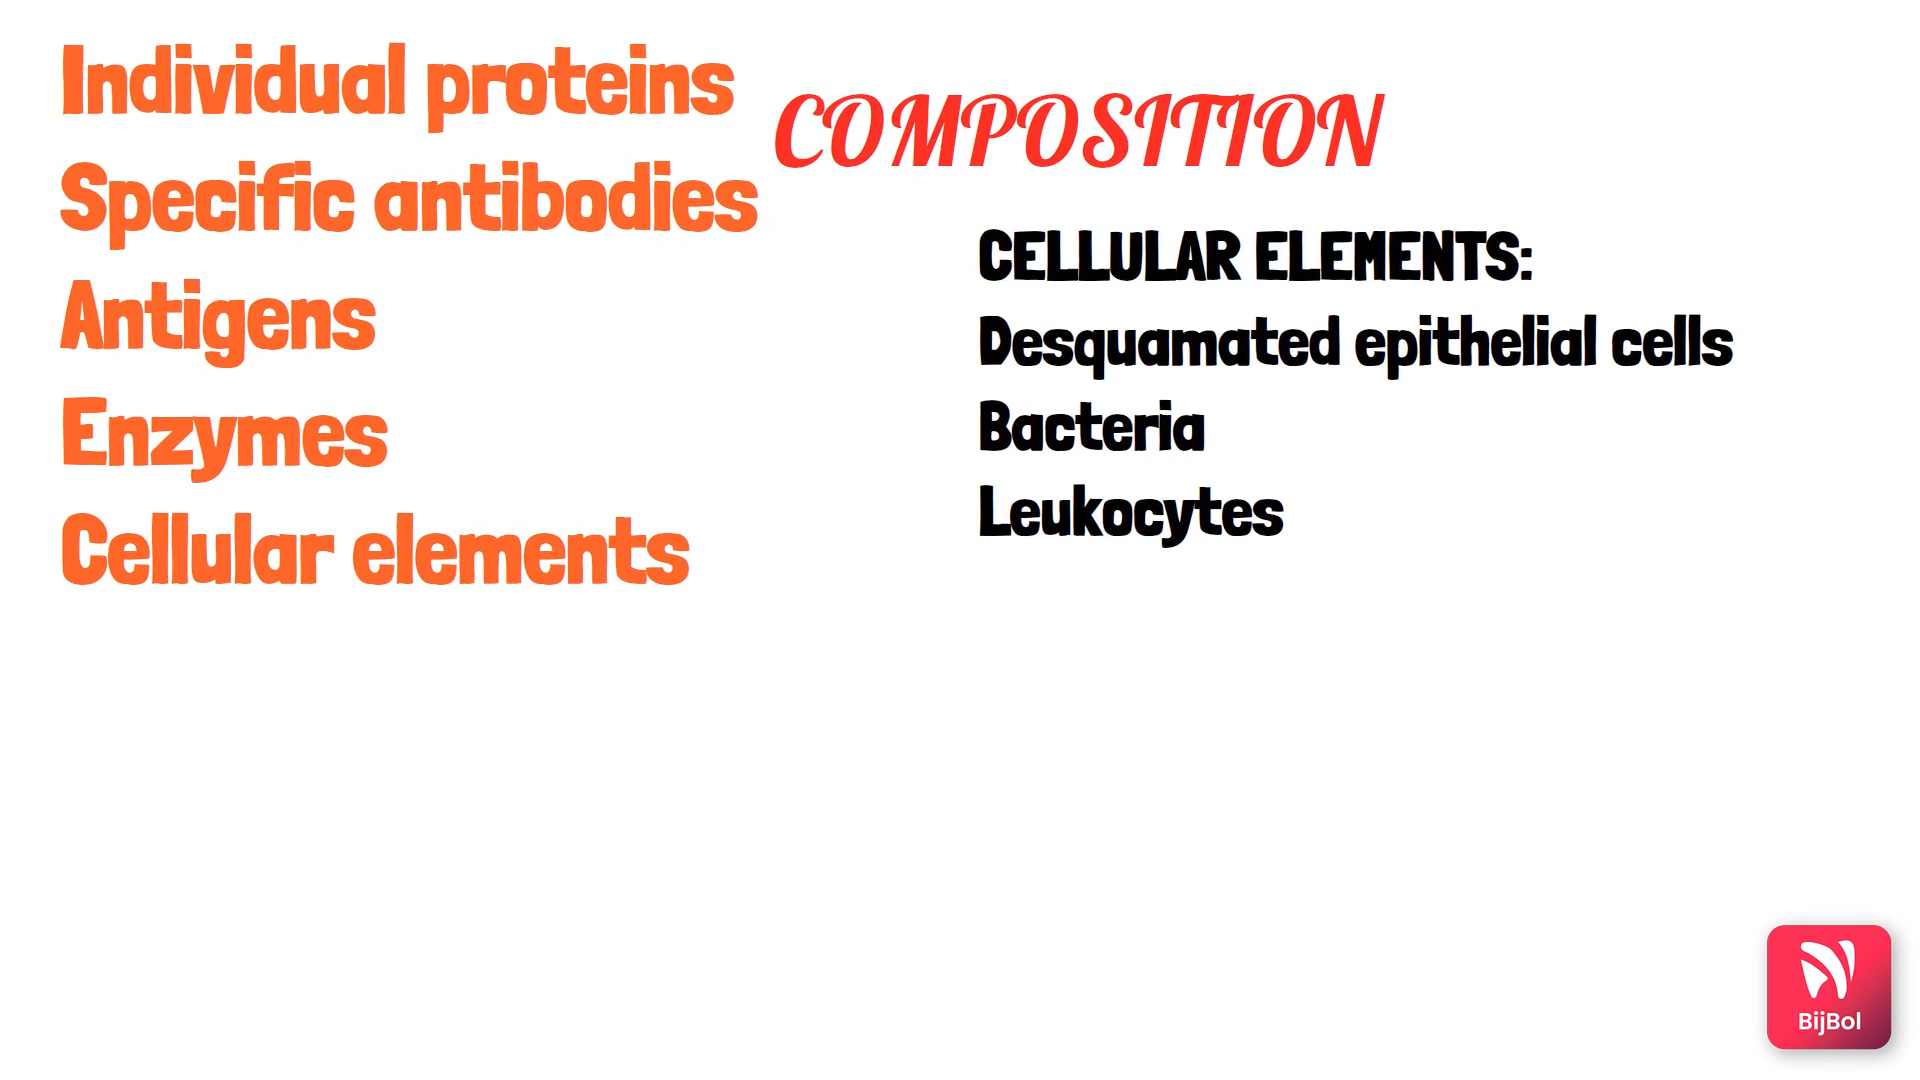 COMPOSITION
Individual proteins
Specific antibodies
Antigens
Enzymes
Cellular elements
CELLULAR ELEMENTS:
Desquamated epithelial cells
Bacteria
Leukocytes
BijBol